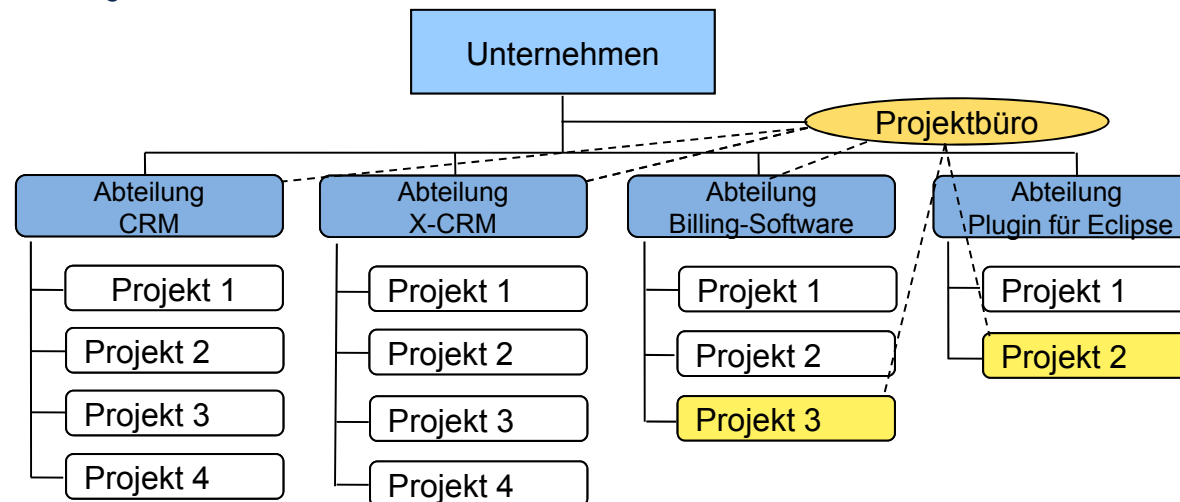 Unternehmen
Projektbüro
Abteilung
CRM
Abteilung
X-CRM
Abteilung
Billing-Software
Abteilung
Plugin für Eclipse
Projekt 1
Projekt 2
Projekt 3
Projekt 4
Projekt 1
Projekt 2
Projekt 3
Projekt 4
Projekt 1
Projekt 2
Projekt 3
Projekt 1
Projekt 2